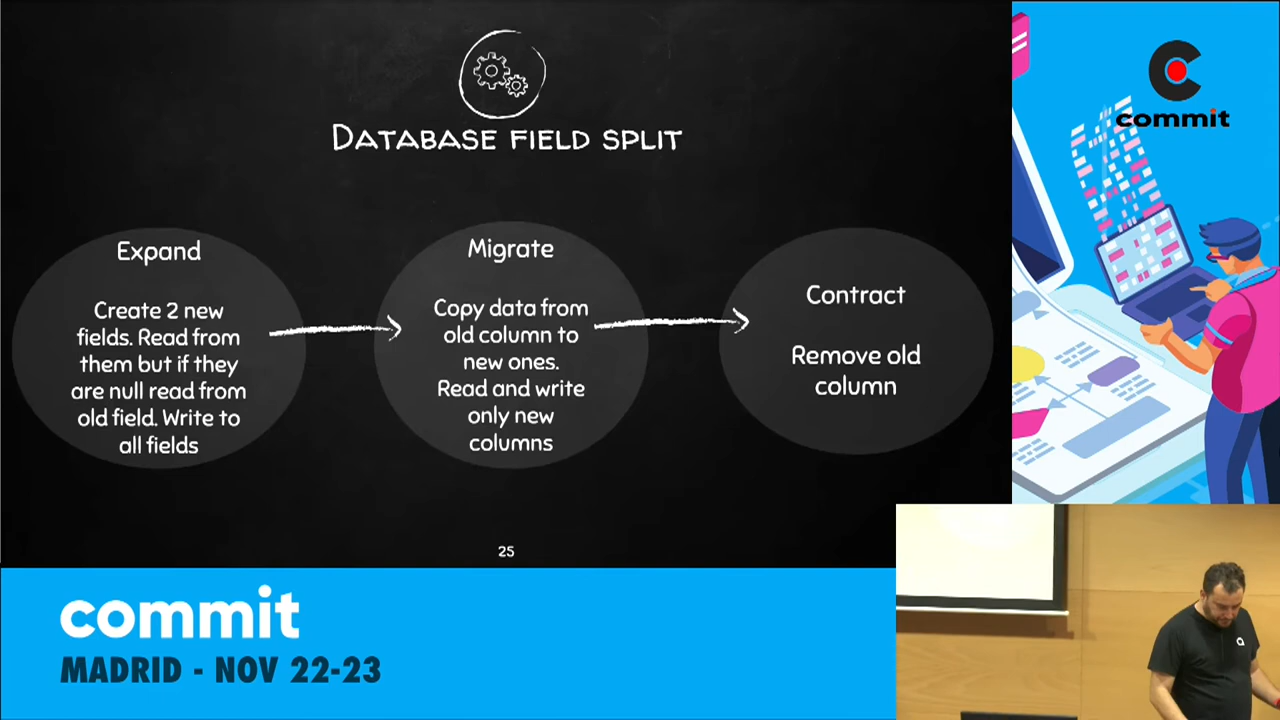 DATABASE FIELD SPLIT
Expand
Create 2 new
fields. Read from
them but if they
are null read from
old field. Write to
all fields
Migrate
Copy data from
old column to
new ones.
Read and write
only new
columns
Contract
Remove old
column
25
commit
commit
MADRID - NOV 22-23